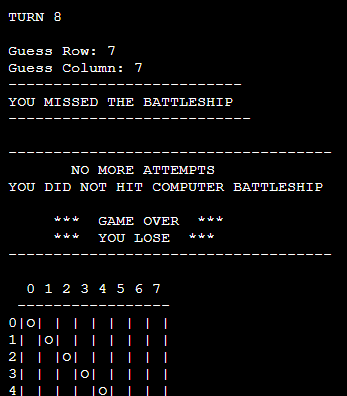 TURN 8
Guess Row: 7
Guess Column: 7
--------------------------
YOU MISSED THE BATTLESHIP
---------------------------
------------------------------------
NO MORE ATTEMPTS
YOU DID NOT HIT COMPUTER BATTLESHIP
*** GAME OVER ***
*** YOU LOSE ***
------------------------------------
0 1 2 3 4 5 6 7
-----------------
0|O| | | | | | | |
1| |O| | | | | | |
2| | |O| | | | | |
3| | | |O| | | | |
4| | | | |O| | | |